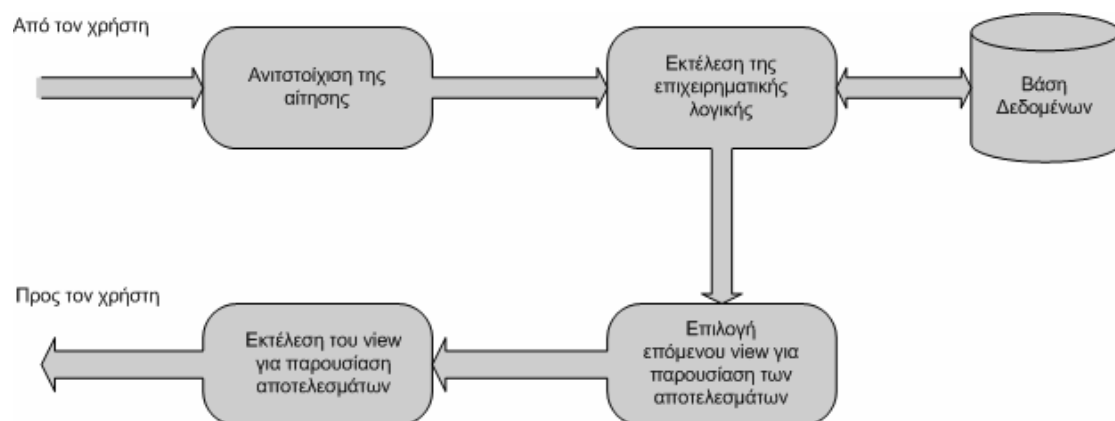 Από τον χρήστη
Ανιτστοίχιση της
αίτησης
Εκτέλεση της
επιχειρηματικής
λογικής
Βάση
Δεδομένων
Προς τον χρήστη
Εκτέλεση του view
για παρουσίαση
αποτελεσμάτων
Επιλογή
επόμενου view για
παρουσίαση των
αποτελεσμάτων